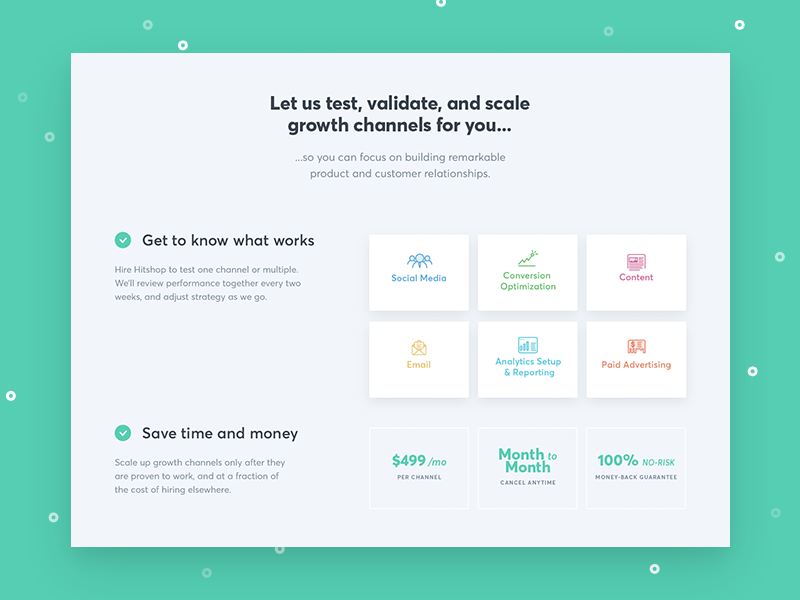 Let us test, validate, and scale
growth channels for you...
...so you can focus on building remarkable
product and customer relationships.
Get to know what works
Hire Hitshop to test one channel or multiple.
We'll review performance together every two
weeks, and adjust strategy as we go.
Social Media
Conversion
Optimization
Content
Email
Analytics Setup
& Reporting
Paid Advertising
Save time and money
Scale up growth channels only after they
are proven to work, and at a fraction of
the cost of hiring elsewhere.
$499 /mo
PER CHANNEL
Month to
Month
CANCEL ANYTIME
100% NO-RISK
MONEY-BACK GUARANTEE